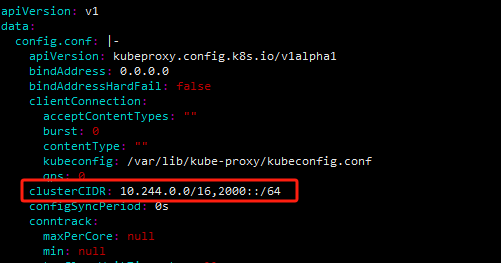 apiVersion: v1
data:
  config.conf: |-
    apiVersion: kubeproxy.config.k8s.io/v1alpha1
    bindAddress: 0.0.0.0
    bindAddressHardFail: false
    clientConnection:
      acceptContentTypes: ""
      burst: 0
      contentType: ""
      kubeconfig: /var/lib/kube-proxy/kubeconfig.conf
      qps: 0
    clusterCIDR: 10.244.0.0/16,2000::/64
    configSyncPeriod: 0s
    conntrack:
      maxPerCore: null
      min: null